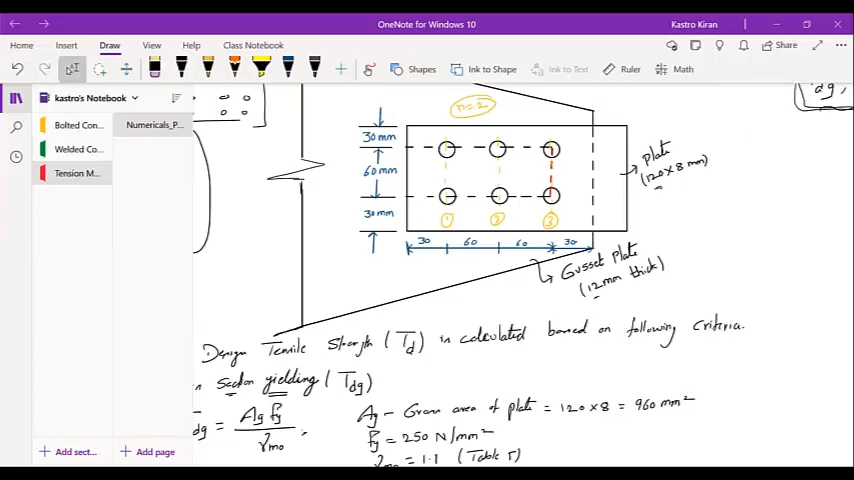 OneNote for Windows 10
Kastro Kiran
Home Insert Draw View Help Class Notebook
Share
Shapes Ink to Shape Ink to Text Ruler Math
kastro's Notebook
Bolted Con...
Welded Co...
Tension M...
Numericals_P...
Add sect...
Add page
n=2
30 mm
60 mm
30 mm
1 2 3
30 60 60 30
Plate
(120 x 8 mm)
Gusset plate
(12mm thick)
dg,
Design Tensile Strength (Td) is calculated based on following criteria.
section yielding (Tdg)
dg = Ag fy / γmo
Ag - Gross area of plate = 120 x 8 = 960 mm²
fy = 250 N/mm²
γmo = 1.1 (Table 5)